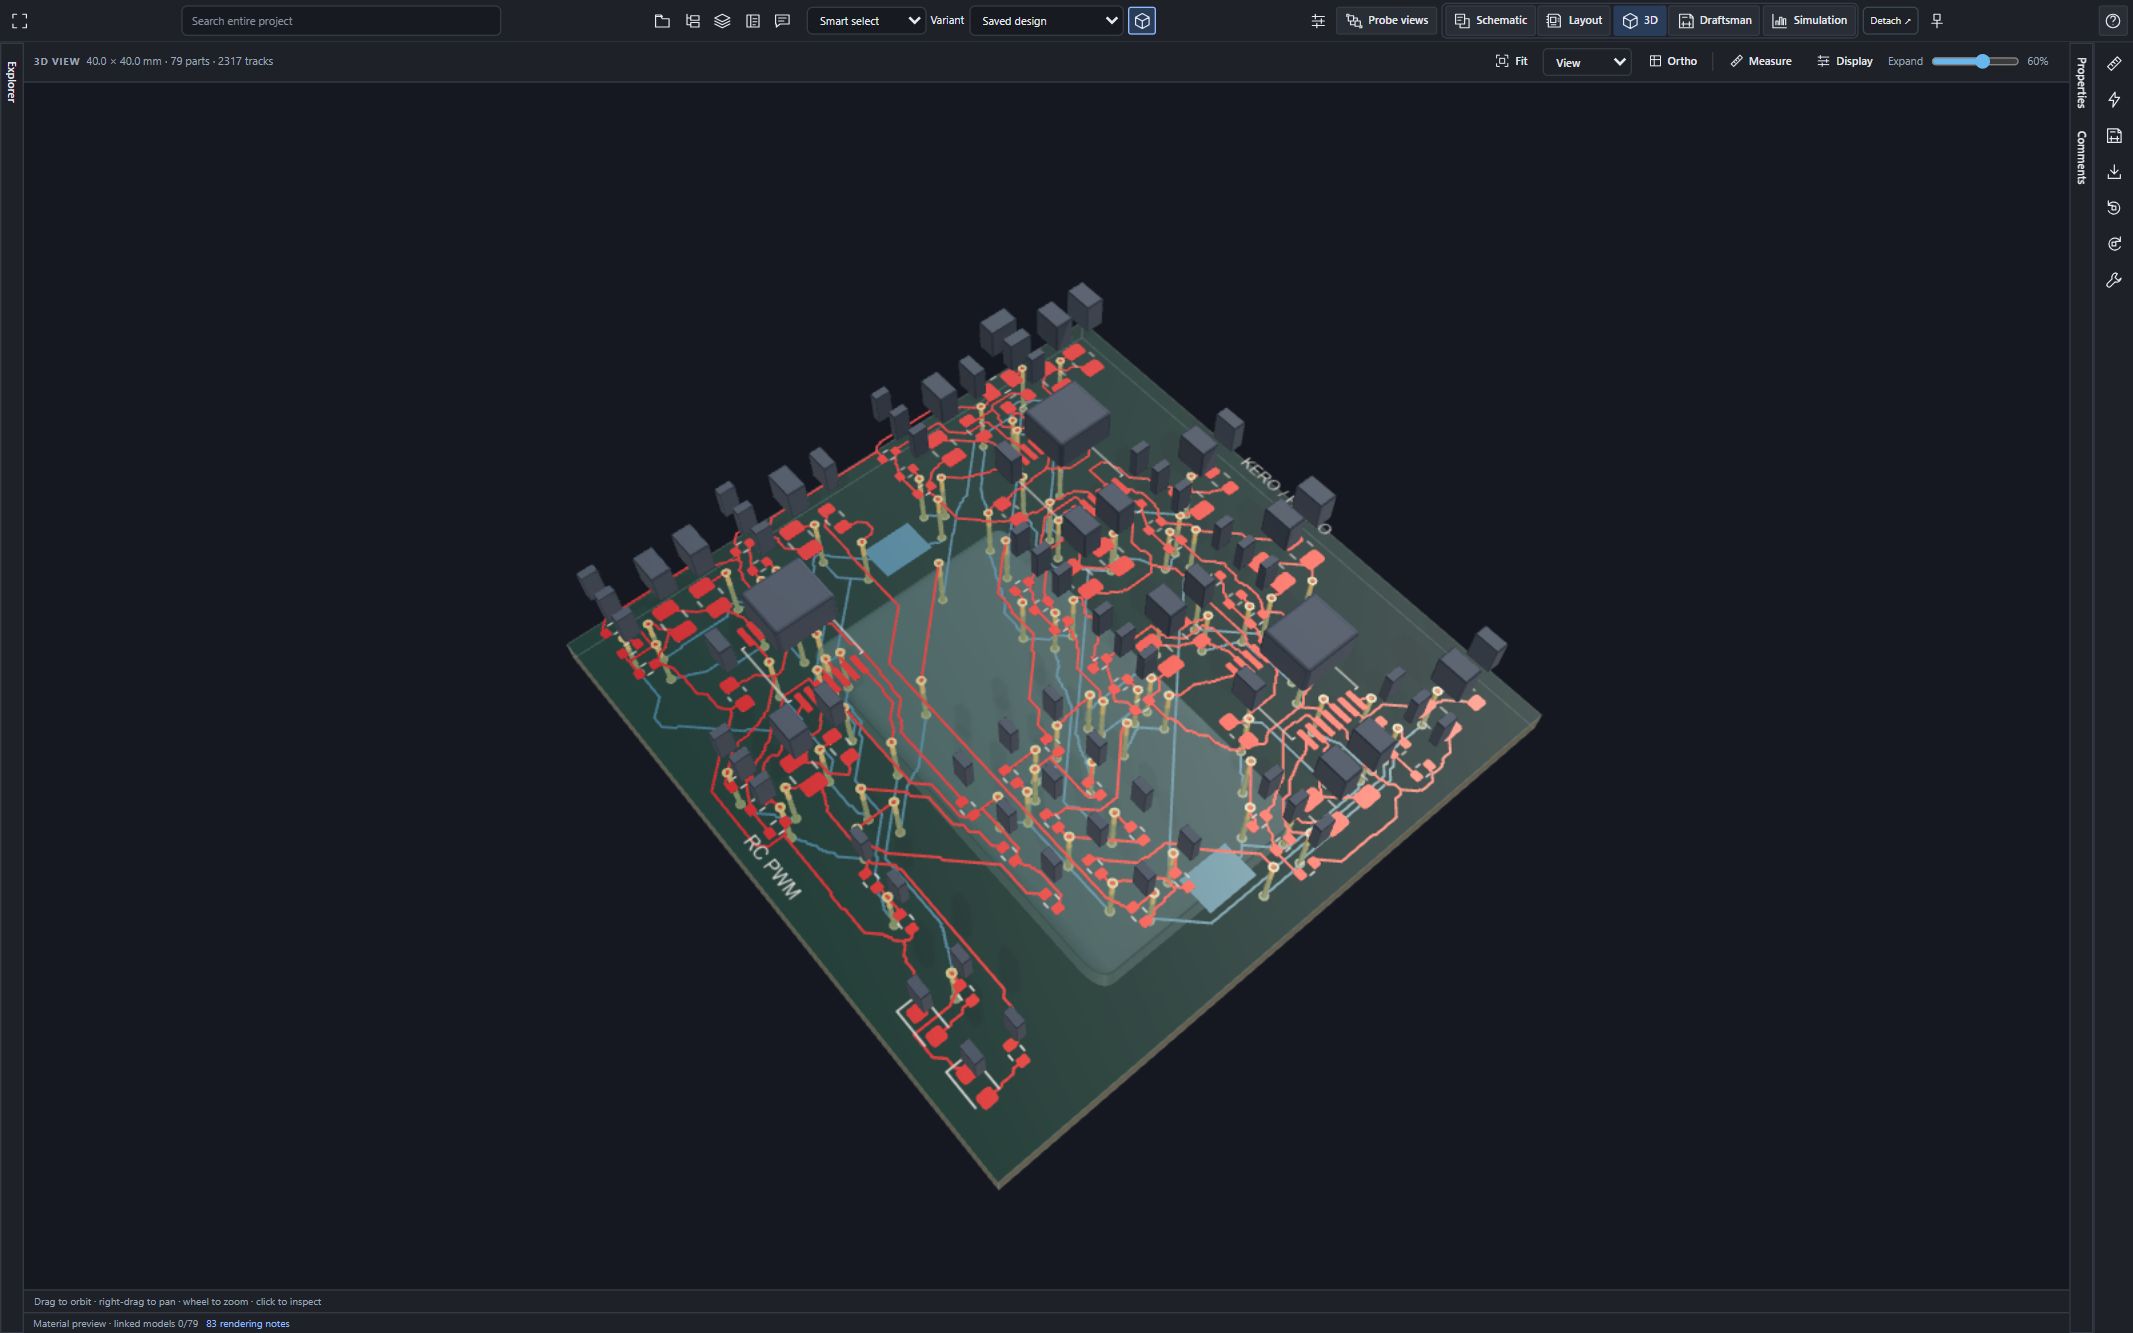 Search entire project
Smart select
Variant
Saved design
Probe views
Schematic
Layout
3D
Draftsman
Simulation
Detach ↗
Explorer
3D VIEW 40.0 × 40.0 mm · 79 parts · 2317 tracks
Fit
View
Ortho
Measure
Display
Expand
60%
Properties
Comments
KERO
RC PWM
Drag to orbit · right-drag to pan · wheel to zoom · click to inspect
Material preview · linked models 0/79 83 rendering notes